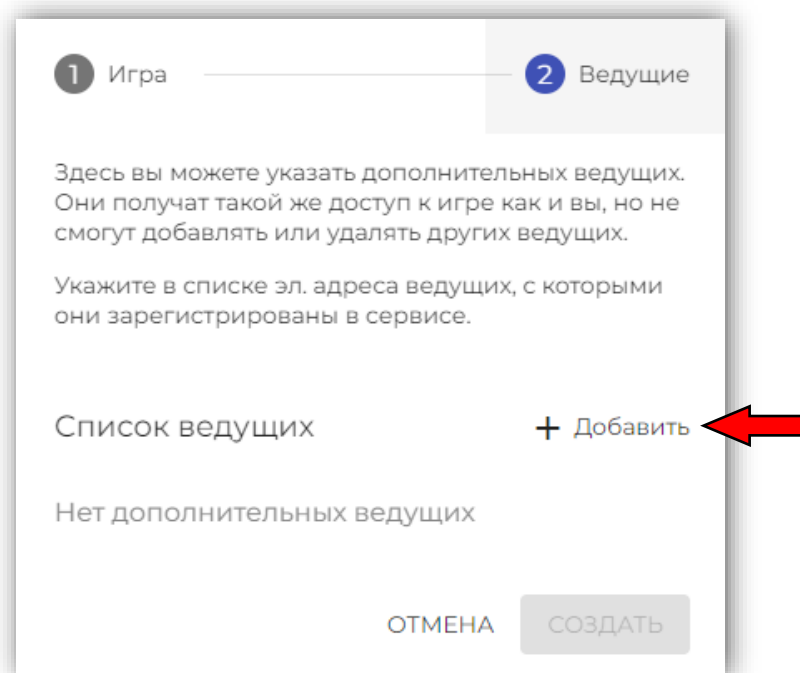 1 Игра
2 Ведущие
Здесь вы можете указать дополнительных ведущих.
Они получат такой же доступ к игре как и вы, но не
смогут добавлять или удалять других ведущих.
Укажите в списке эл. адреса ведущих, с которыми
они зарегистрированы в сервисе.
Список ведущих
+ Добавить
Нет дополнительных ведущих
ОТМЕНА
СОЗДАТЬ